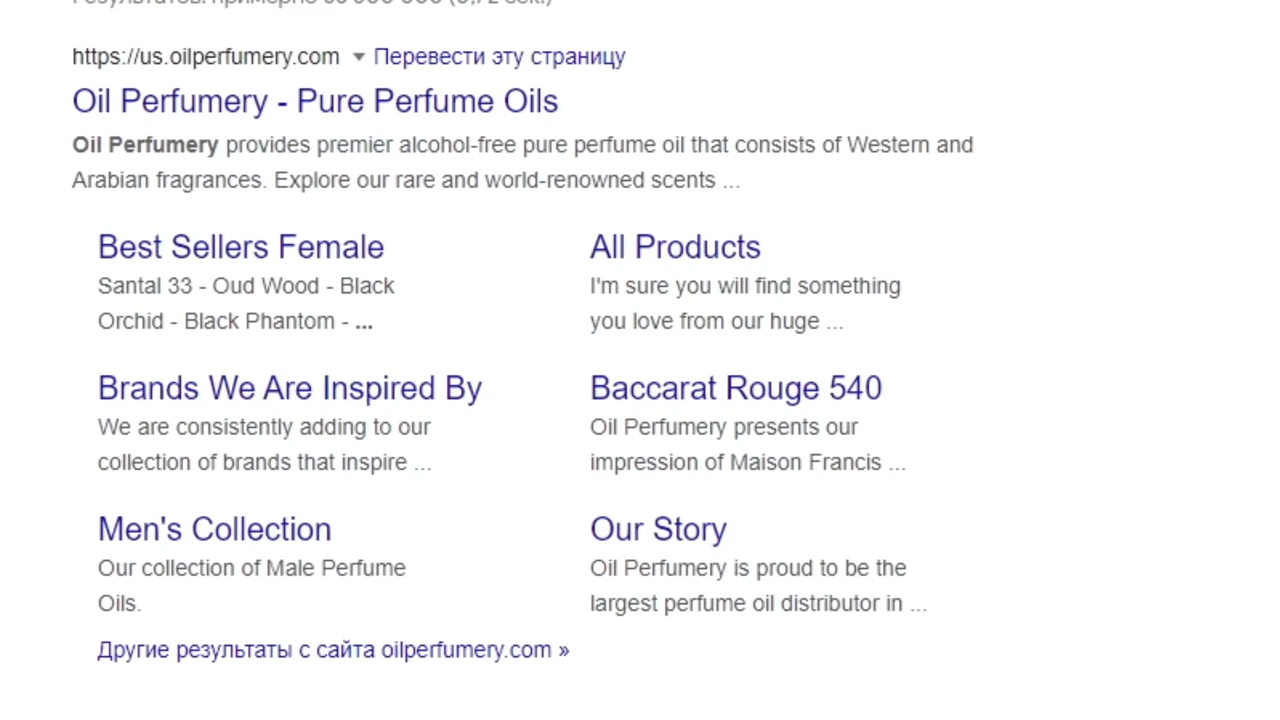 https://us.oilperfumery.com ▼ Перевести эту страницу
Oil Perfumery - Pure Perfume Oils
Oil Perfumery provides premier alcohol-free pure perfume oil that consists of Western and
Arabian fragrances. Explore our rare and world-renowned scents ...
Best Sellers Female
Santal 33 - Oud Wood - Black
Orchid - Black Phantom - ...
All Products
I'm sure you will find something
you love from our huge ...
Brands We Are Inspired By
We are consistently adding to our
collection of brands that inspire ...
Baccarat Rouge 540
Oil Perfumery presents our
impression of Maison Francis ...
Men's Collection
Our collection of Male Perfume
Oils.
Our Story
Oil Perfumery is proud to be the
largest perfume oil distributor in ...
Другие результаты с сайта oilperfumery.com »